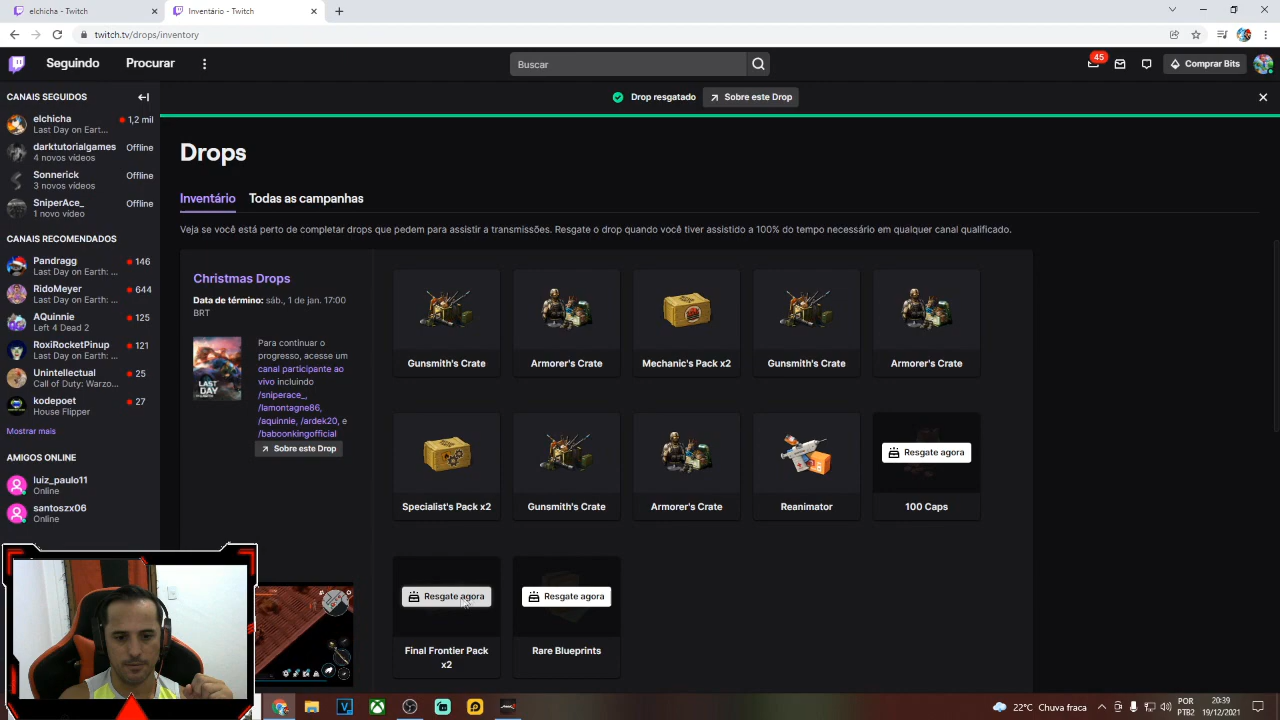 elchicha - Twitch
Inventário - Twitch
twitch.tv/drops/inventory
Seguindo
Procurar
Buscar
45
Comprar Bits
CANAIS SEGUIDOS
elchicha
1,2 mil
Last Day on Eart...
darktutorialgames
Offline
4 novos vídeos
Sonnerick
Offline
3 novos vídeos
SniperAce_
Offline
1 novo vídeo
CANAIS RECOMENDADOS
Pandragg
146
Last Day on Earth: ...
RidoMeyer
644
Last Day on Earth: ...
AQuinnie
125
Left 4 Dead 2
RoxiRocketPinup
121
Last Day on Earth: ...
Unintellectual
25
Call of Duty: Warzo...
kodepoet
27
House Flipper
Mostrar mais
AMIGOS ONLINE
luiz_paulo11
Online
santoszx06
Online
Drop resgatado
Sobre este Drop
Drops
Inventário
Todas as campanhas
Veja se você está perto de completar drops que pedem para assistir a transmissões. Resgate o drop quando você tiver assistido a 100% do tempo necessário em qualquer canal qualificado.
Christmas Drops
Data de término: sáb., 1 de jan. 17:00
BRT
LAST
DAY
Para continuar o
progresso, acesse um
canal participante ao
vivo incluindo
/sniperace_,
/lamontagne86,
/aquinnie, /ardek20, e
/baboonkingofficial
Sobre este Drop
Gunsmith's Crate
Armorer's Crate
Mechanic's Pack x2
Gunsmith's Crate
Armorer's Crate
Specialist's Pack x2
Gunsmith's Crate
Armorer's Crate
Reanimator
Resgate agora
100 Caps
Resgate agora
Final Frontier Pack
x2
Resgate agora
Rare Blueprints
22°C Chuva fraca
POR
PTB2
20:39
19/12/2021